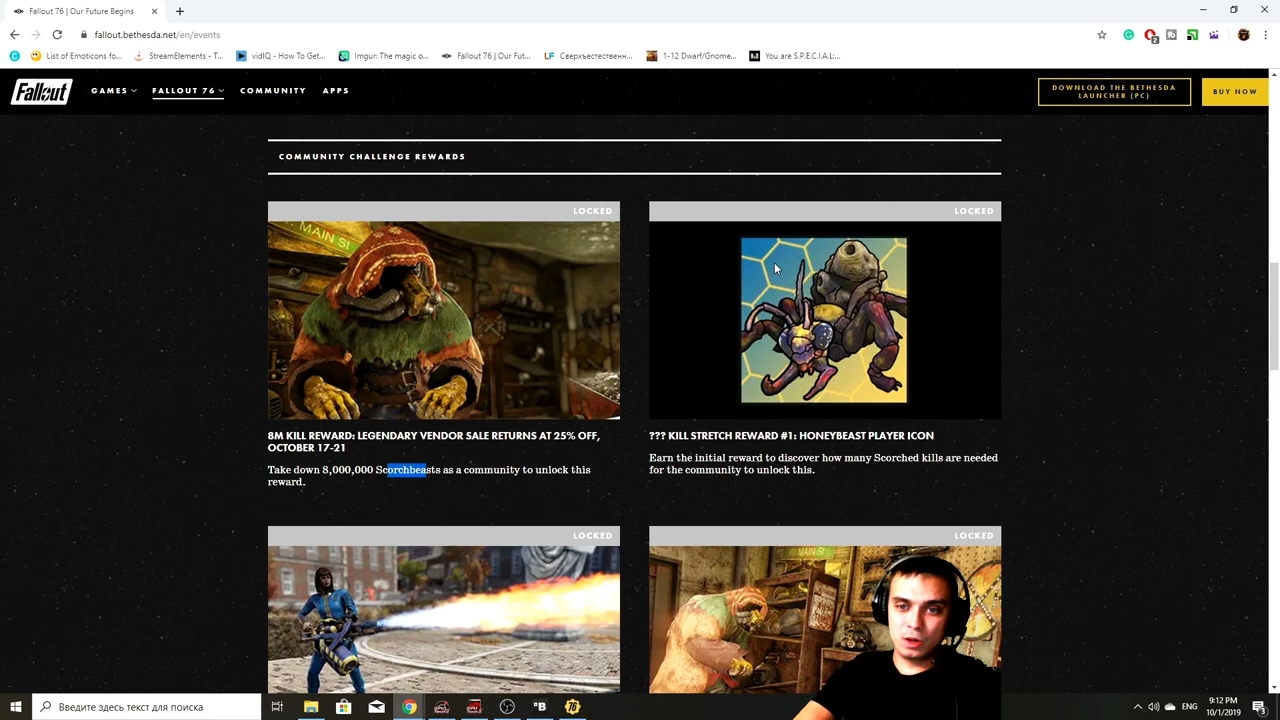 Fallout 76 | Our Future Begins
fallout.bethesda.net/en/events
2
List of Emoticons fo...
StreamElements - T...
vidIQ - How To Get...
Imgur: The magic o...
Fallout 76 | Our Fut...
LF
Сверхъестественн...
1-12 Dwarf/Gnome...
You are S.P.E.C.I.A.L:...
Fallout
GAMES
FALLOUT 76
COMMUNITY
APPS
DOWNLOAD THE BETHESDA
LAUNCHER (PC)
BUY NOW
COMMUNITY CHALLENGE REWARDS
LOCKED
LOCKED
MAIN ST
8M KILL REWARD: LEGENDARY VENDOR SALE RETURNS AT 25% OFF,
OCTOBER 17-21
Take down 8,000,000 Scorchbeasts as a community to unlock this
reward.
??? KILL STRETCH REWARD #1: HONEYBEAST PLAYER ICON
Earn the initial reward to discover how many Scorched kills are needed
for the community to unlock this.
LOCKED
LOCKED
MAIN ST
Введите здесь текст для поиска
"B
76
ENG
9:12 PM
10/1/2019
3